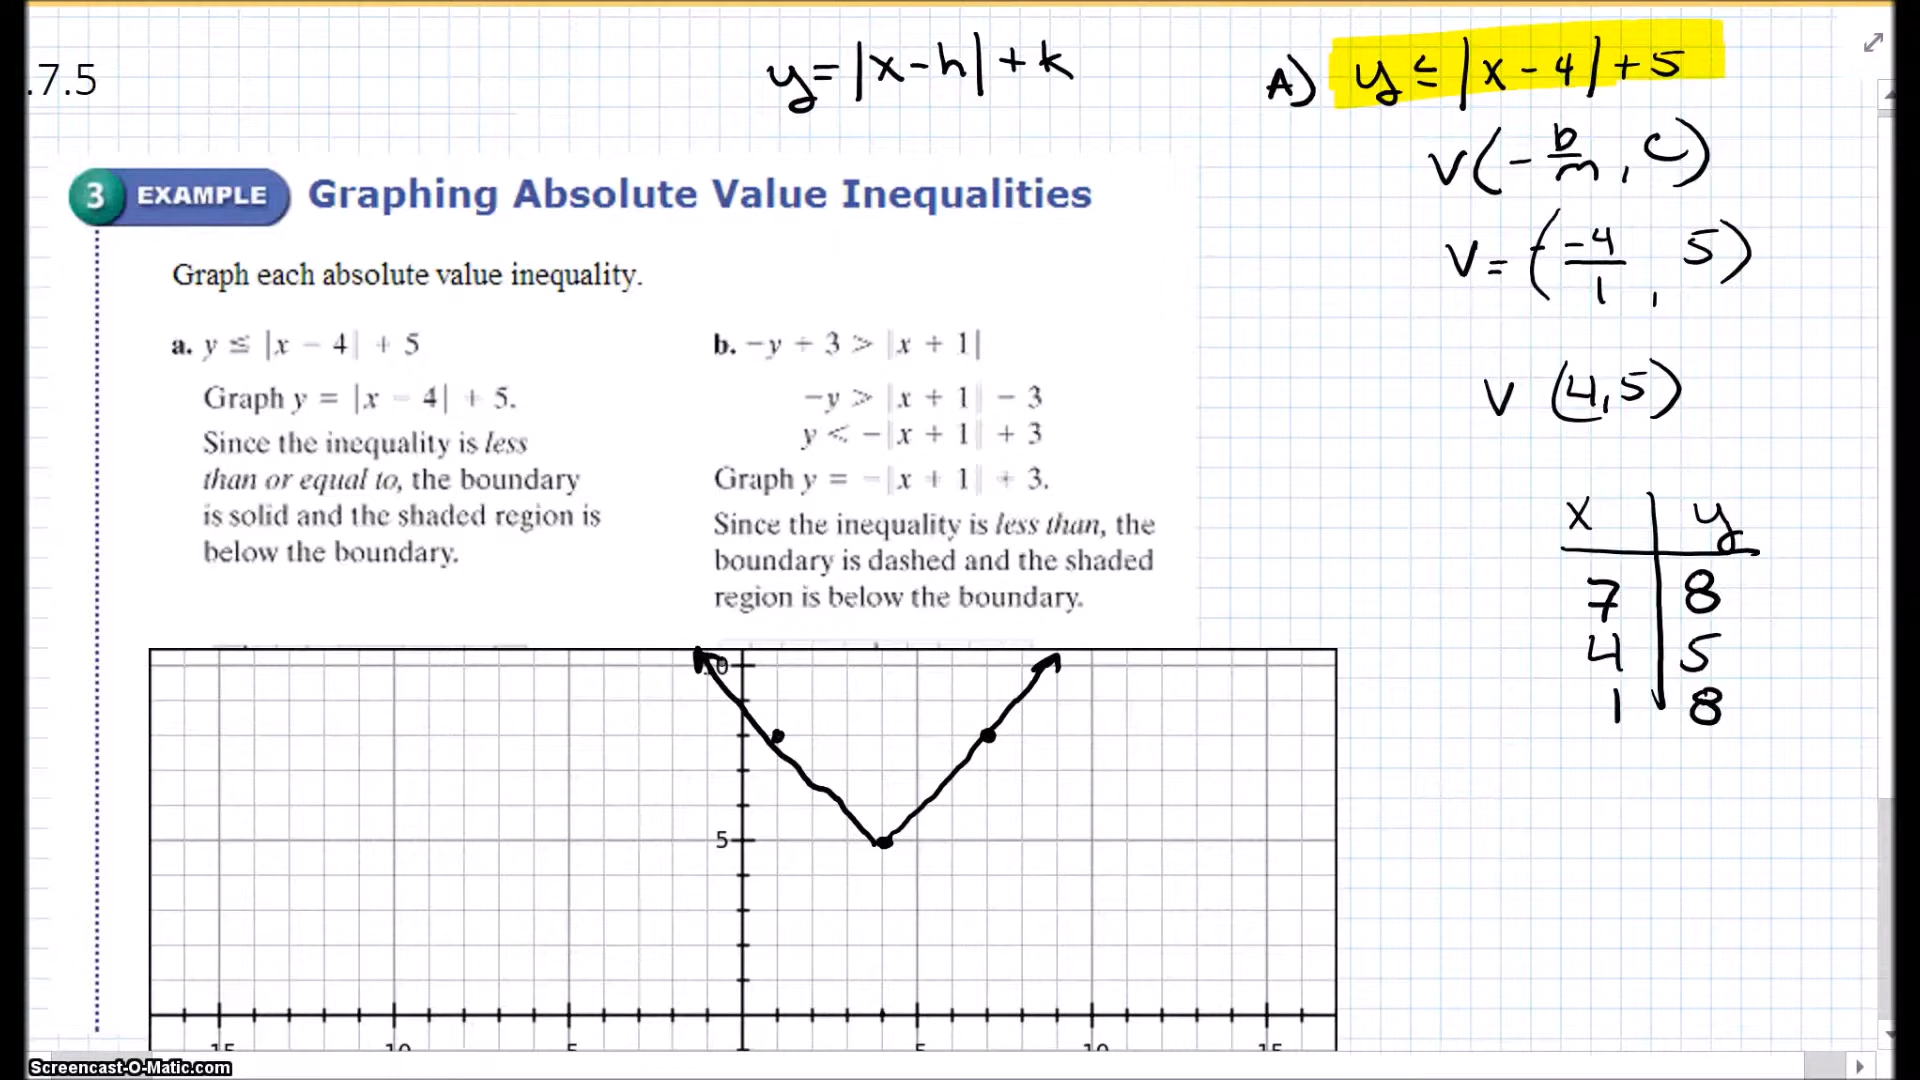 .7.5
y = |x - h| + k
A) y ≤ |x - 4| + 5
V(-b/m, c)
V = (- -4/1, 5)
V (4,5)
x y
7 8
4 5
1 8
3 EXAMPLE Graphing Absolute Value Inequalities
Graph each absolute value inequality.
a. y ≤ |x − 4| + 5
Graph y = |x − 4| + 5.
Since the inequality is less
than or equal to, the boundary
is solid and the shaded region is
below the boundary.
b. −y + 3 > |x + 1|
−y > |x + 1| − 3
y < −|x + 1| + 3
Graph y = −|x + 1| + 3.
Since the inequality is less than, the
boundary is dashed and the shaded
region is below the boundary.
5
Screencast-O-Matic.com